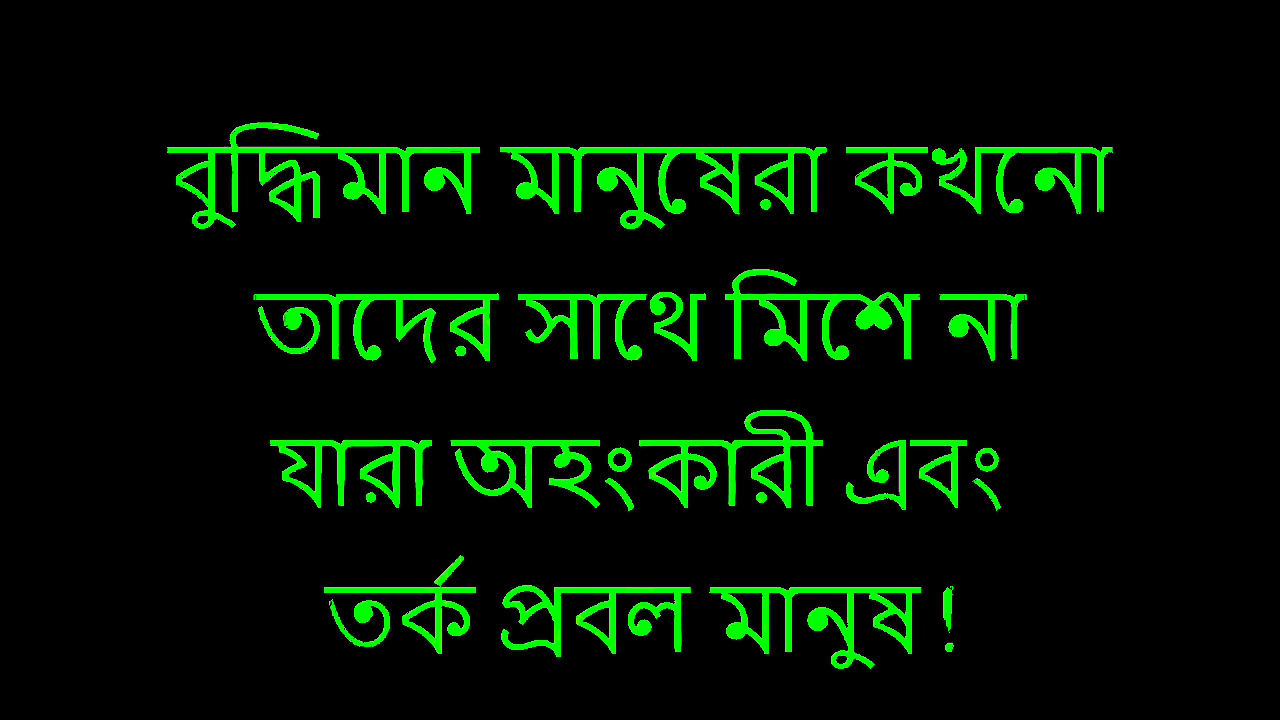 বুদ্ধিমান মানুষেরা কখনো
তাদের সাথে মিশে না
যারা অহংকারী এবং
তর্ক প্রবল মানুষ!